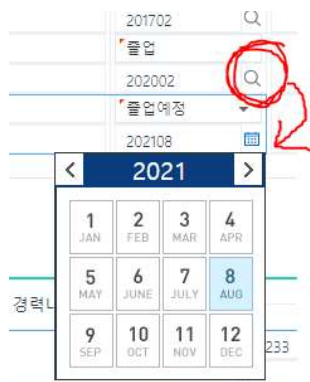 201702
졸업
202002
졸업예정
202108
< 2021 >
1 2 3 4
JAN FEB MAR APR
5 6 7 8
MAY JUNE JULY AUG
경력
9 10 11 12
SEP OCT NOV DEC
233